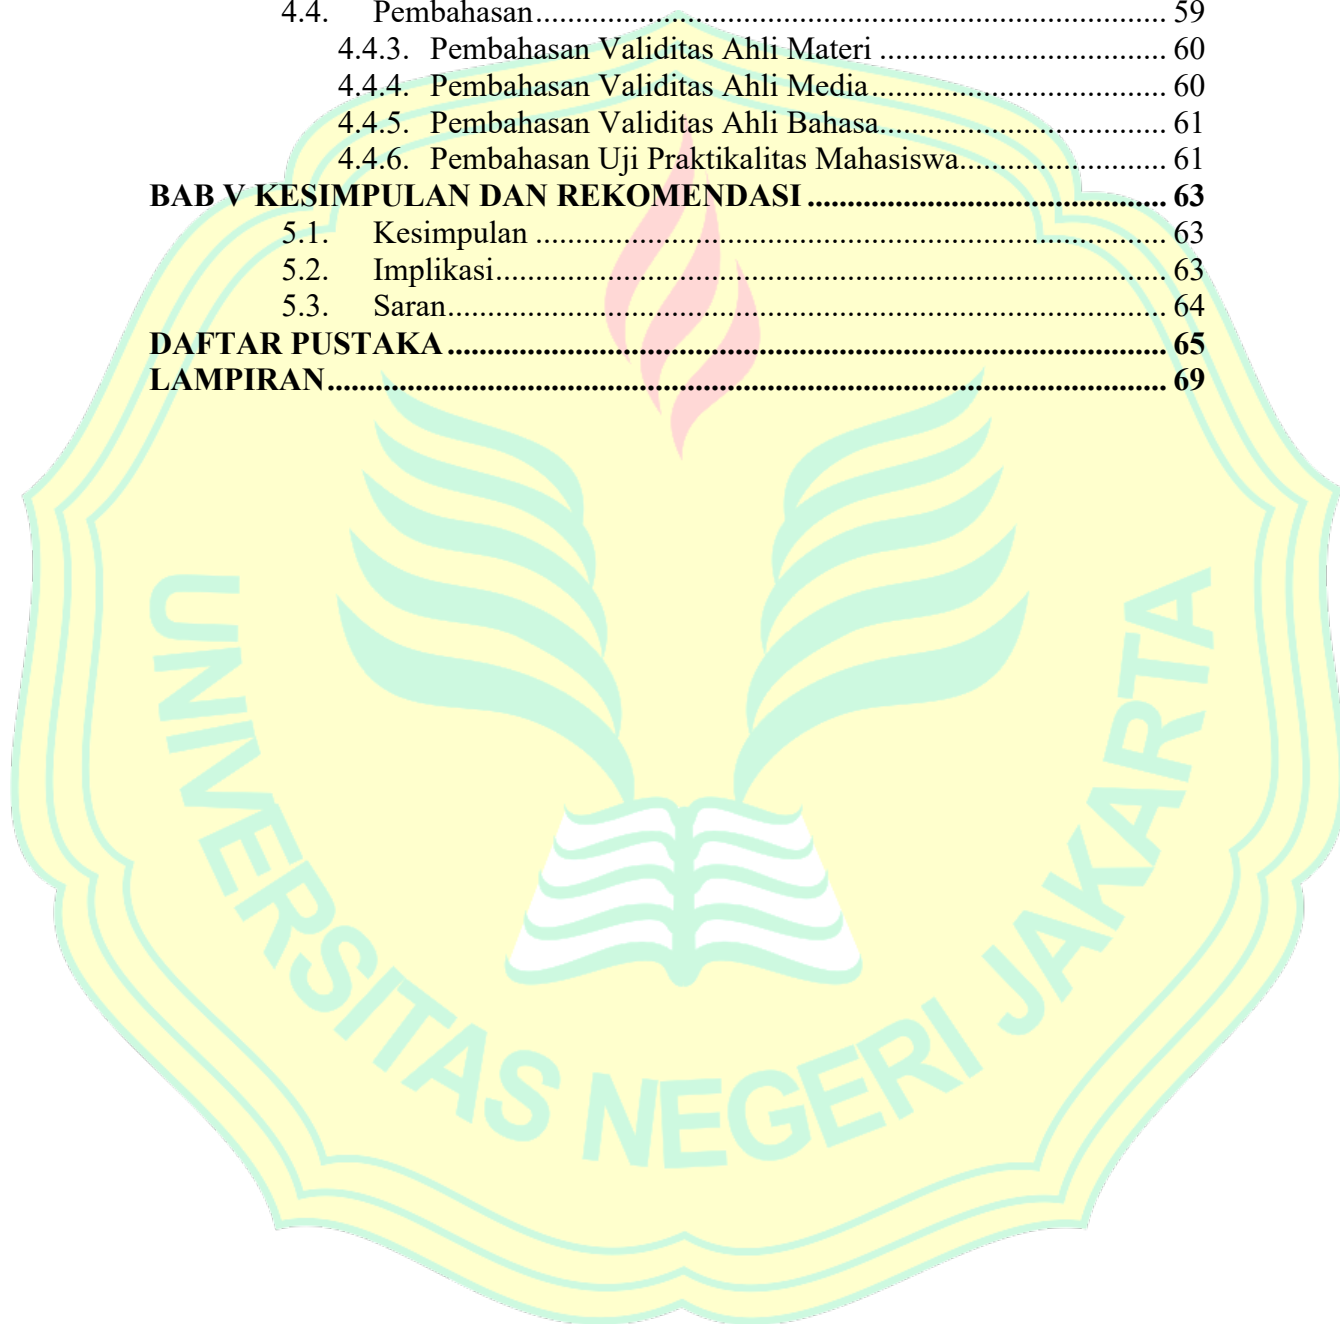 4.4. Pembahasan........................................................................ 59
4.4.3. Pembahasan Validitas Ahli Materi .................................... 60
4.4.4. Pembahasan Validitas Ahli Media..................................... 60
4.4.5. Pembahasan Validitas Ahli Bahasa.................................... 61
4.4.6. Pembahasan Uji Praktikalitas Mahasiswa.......................... 61
BAB V KESIMPULAN DAN REKOMENDASI ............................................. 63
5.1. Kesimpulan ........................................................................ 63
5.2. Implikasi............................................................................. 63
5.3. Saran................................................................................... 64
DAFTAR PUSTAKA .......................................................................................... 65
LAMPIRAN......................................................................................................... 69
UNIVERSITAS NEGERI JAKARTA